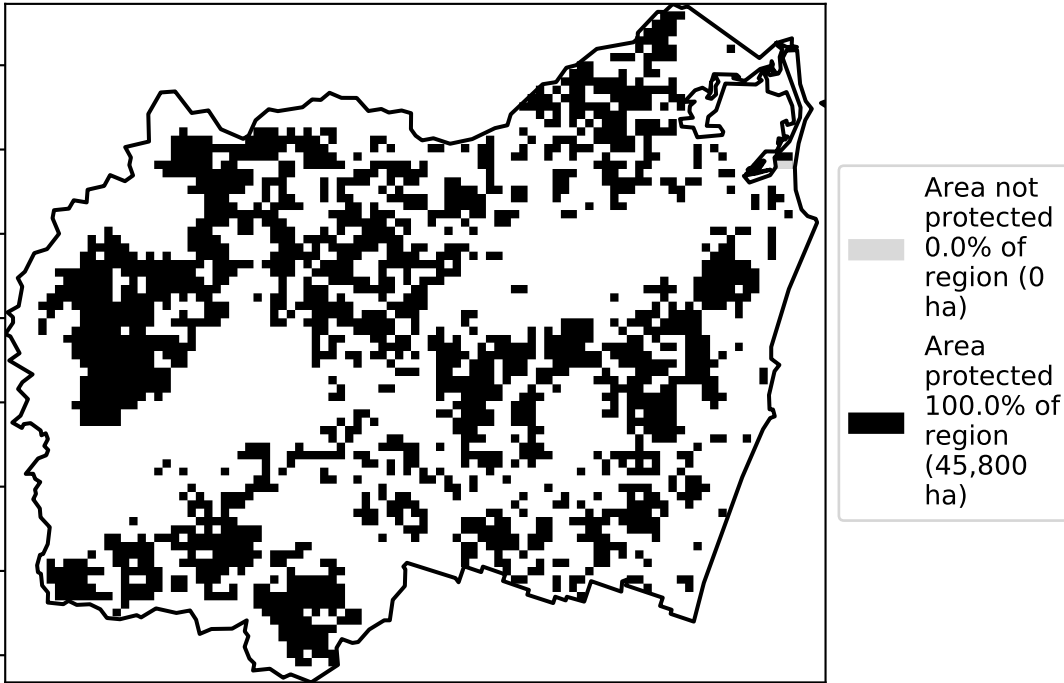 Area not
protected
0.0% of
region (0
ha)
Area
protected
100.0% of
region
(45,800
ha)